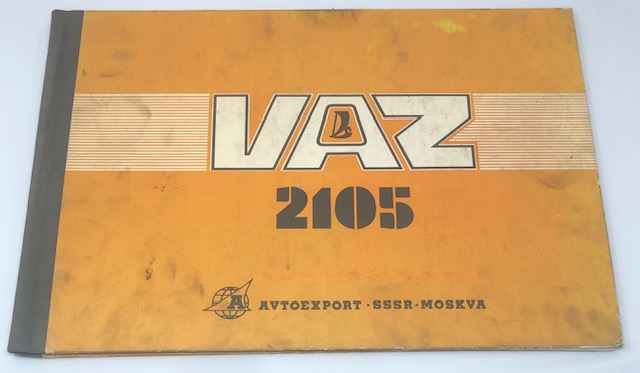 VAZ
2105
A AVTOEXPORT · SSSR · MOSKVA